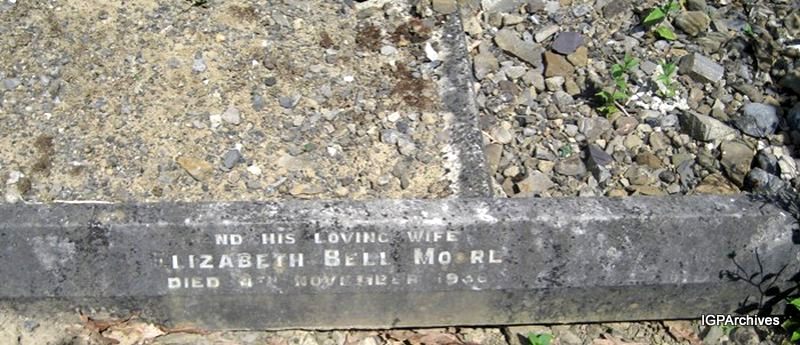 ND HIS LOVING WIFE
LIZABETH BELL MOORE
DIED NOVEMBER
IGPArchives